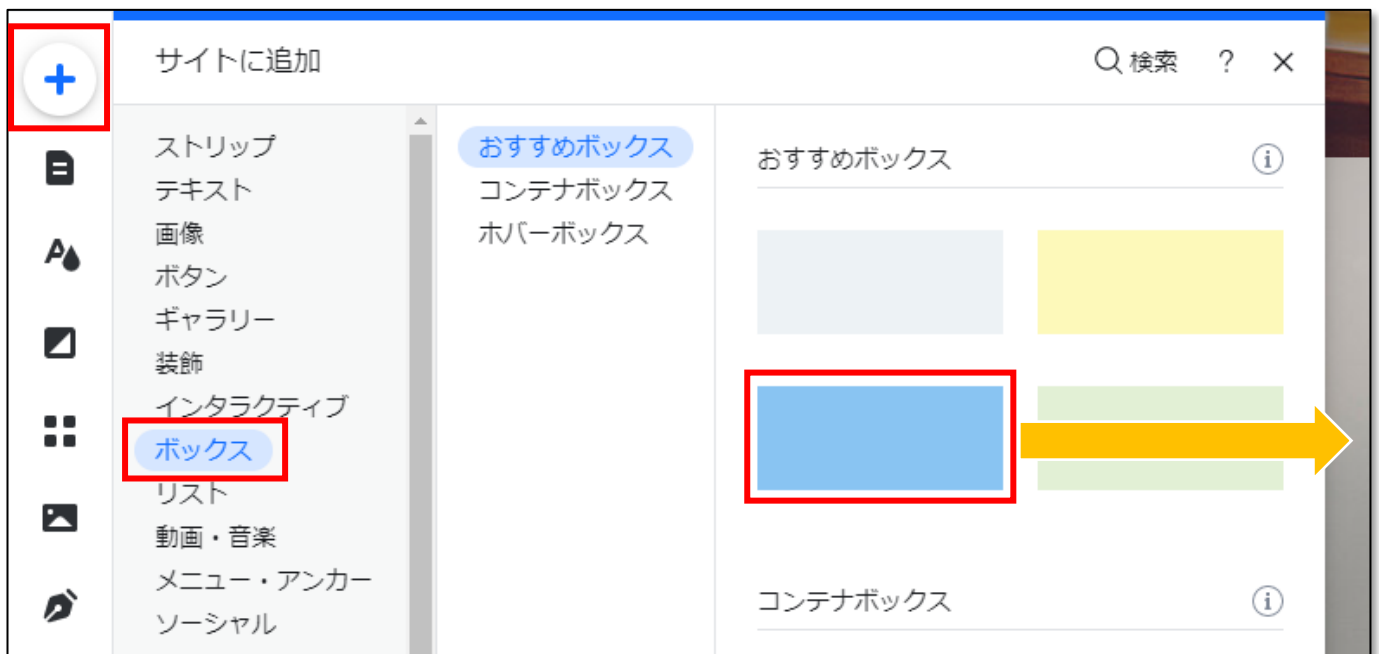 サイトに追加
検索 ? ×
ストリップ
テキスト
画像
ボタン
ギャラリー
装飾
インタラクティブ
ボックス
リスト
動画・音楽
メニュー・アンカー
ソーシャル
おすすめボックス
コンテナボックス
ホバーボックス
おすすめボックス
コンテナボックス